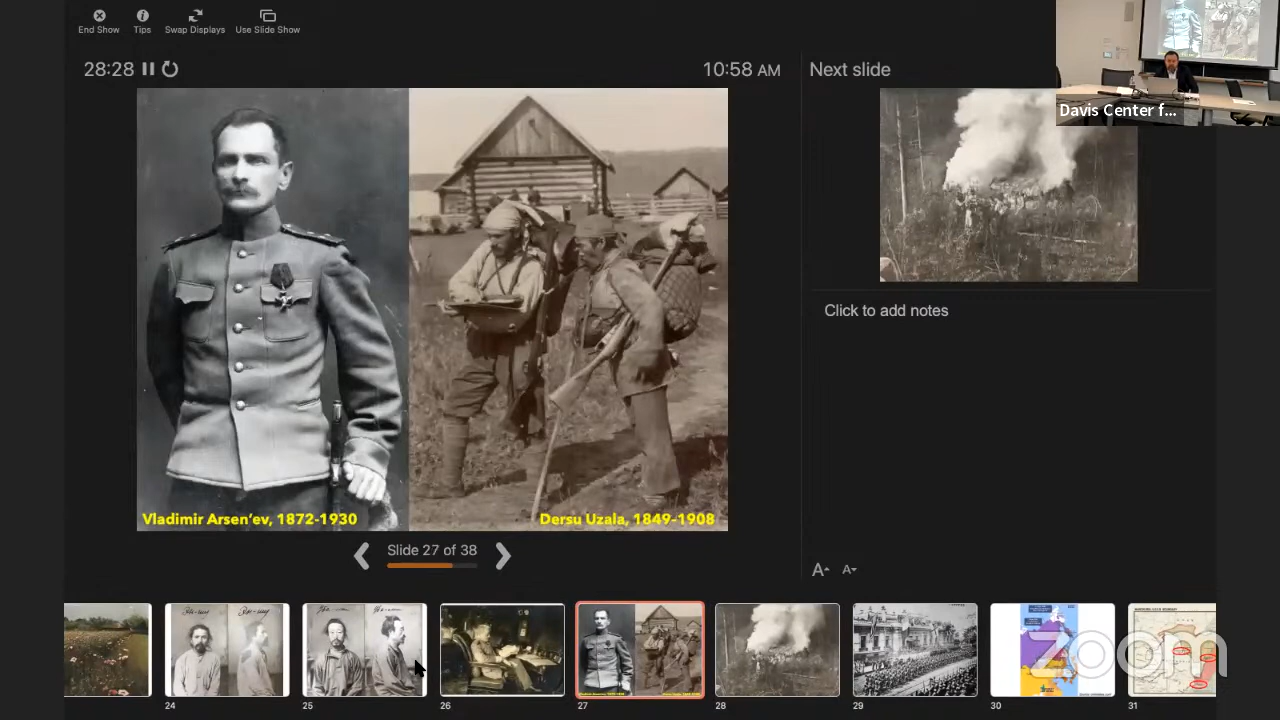 End Show
Tips
Swap Displays
Use Slide Show
28:28
10:58 AM
Next slide
Davis Center f...
Click to add notes
Vladimir Arsen'ev, 1872-1930
Dersu Uzala, 1849-1908
Slide 27 of 38
A
A
24
25
26
27
28
29
30
31
zoom